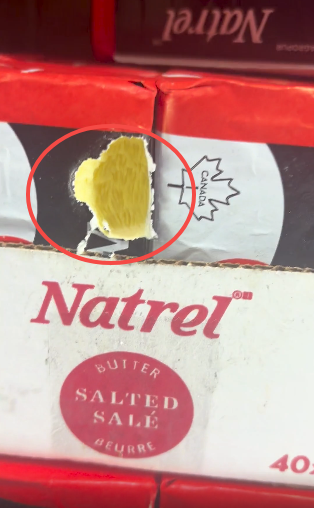 Natrel
CANADA
Natrel
BUTTER
SALTED
SALÉ
BEURRE
40